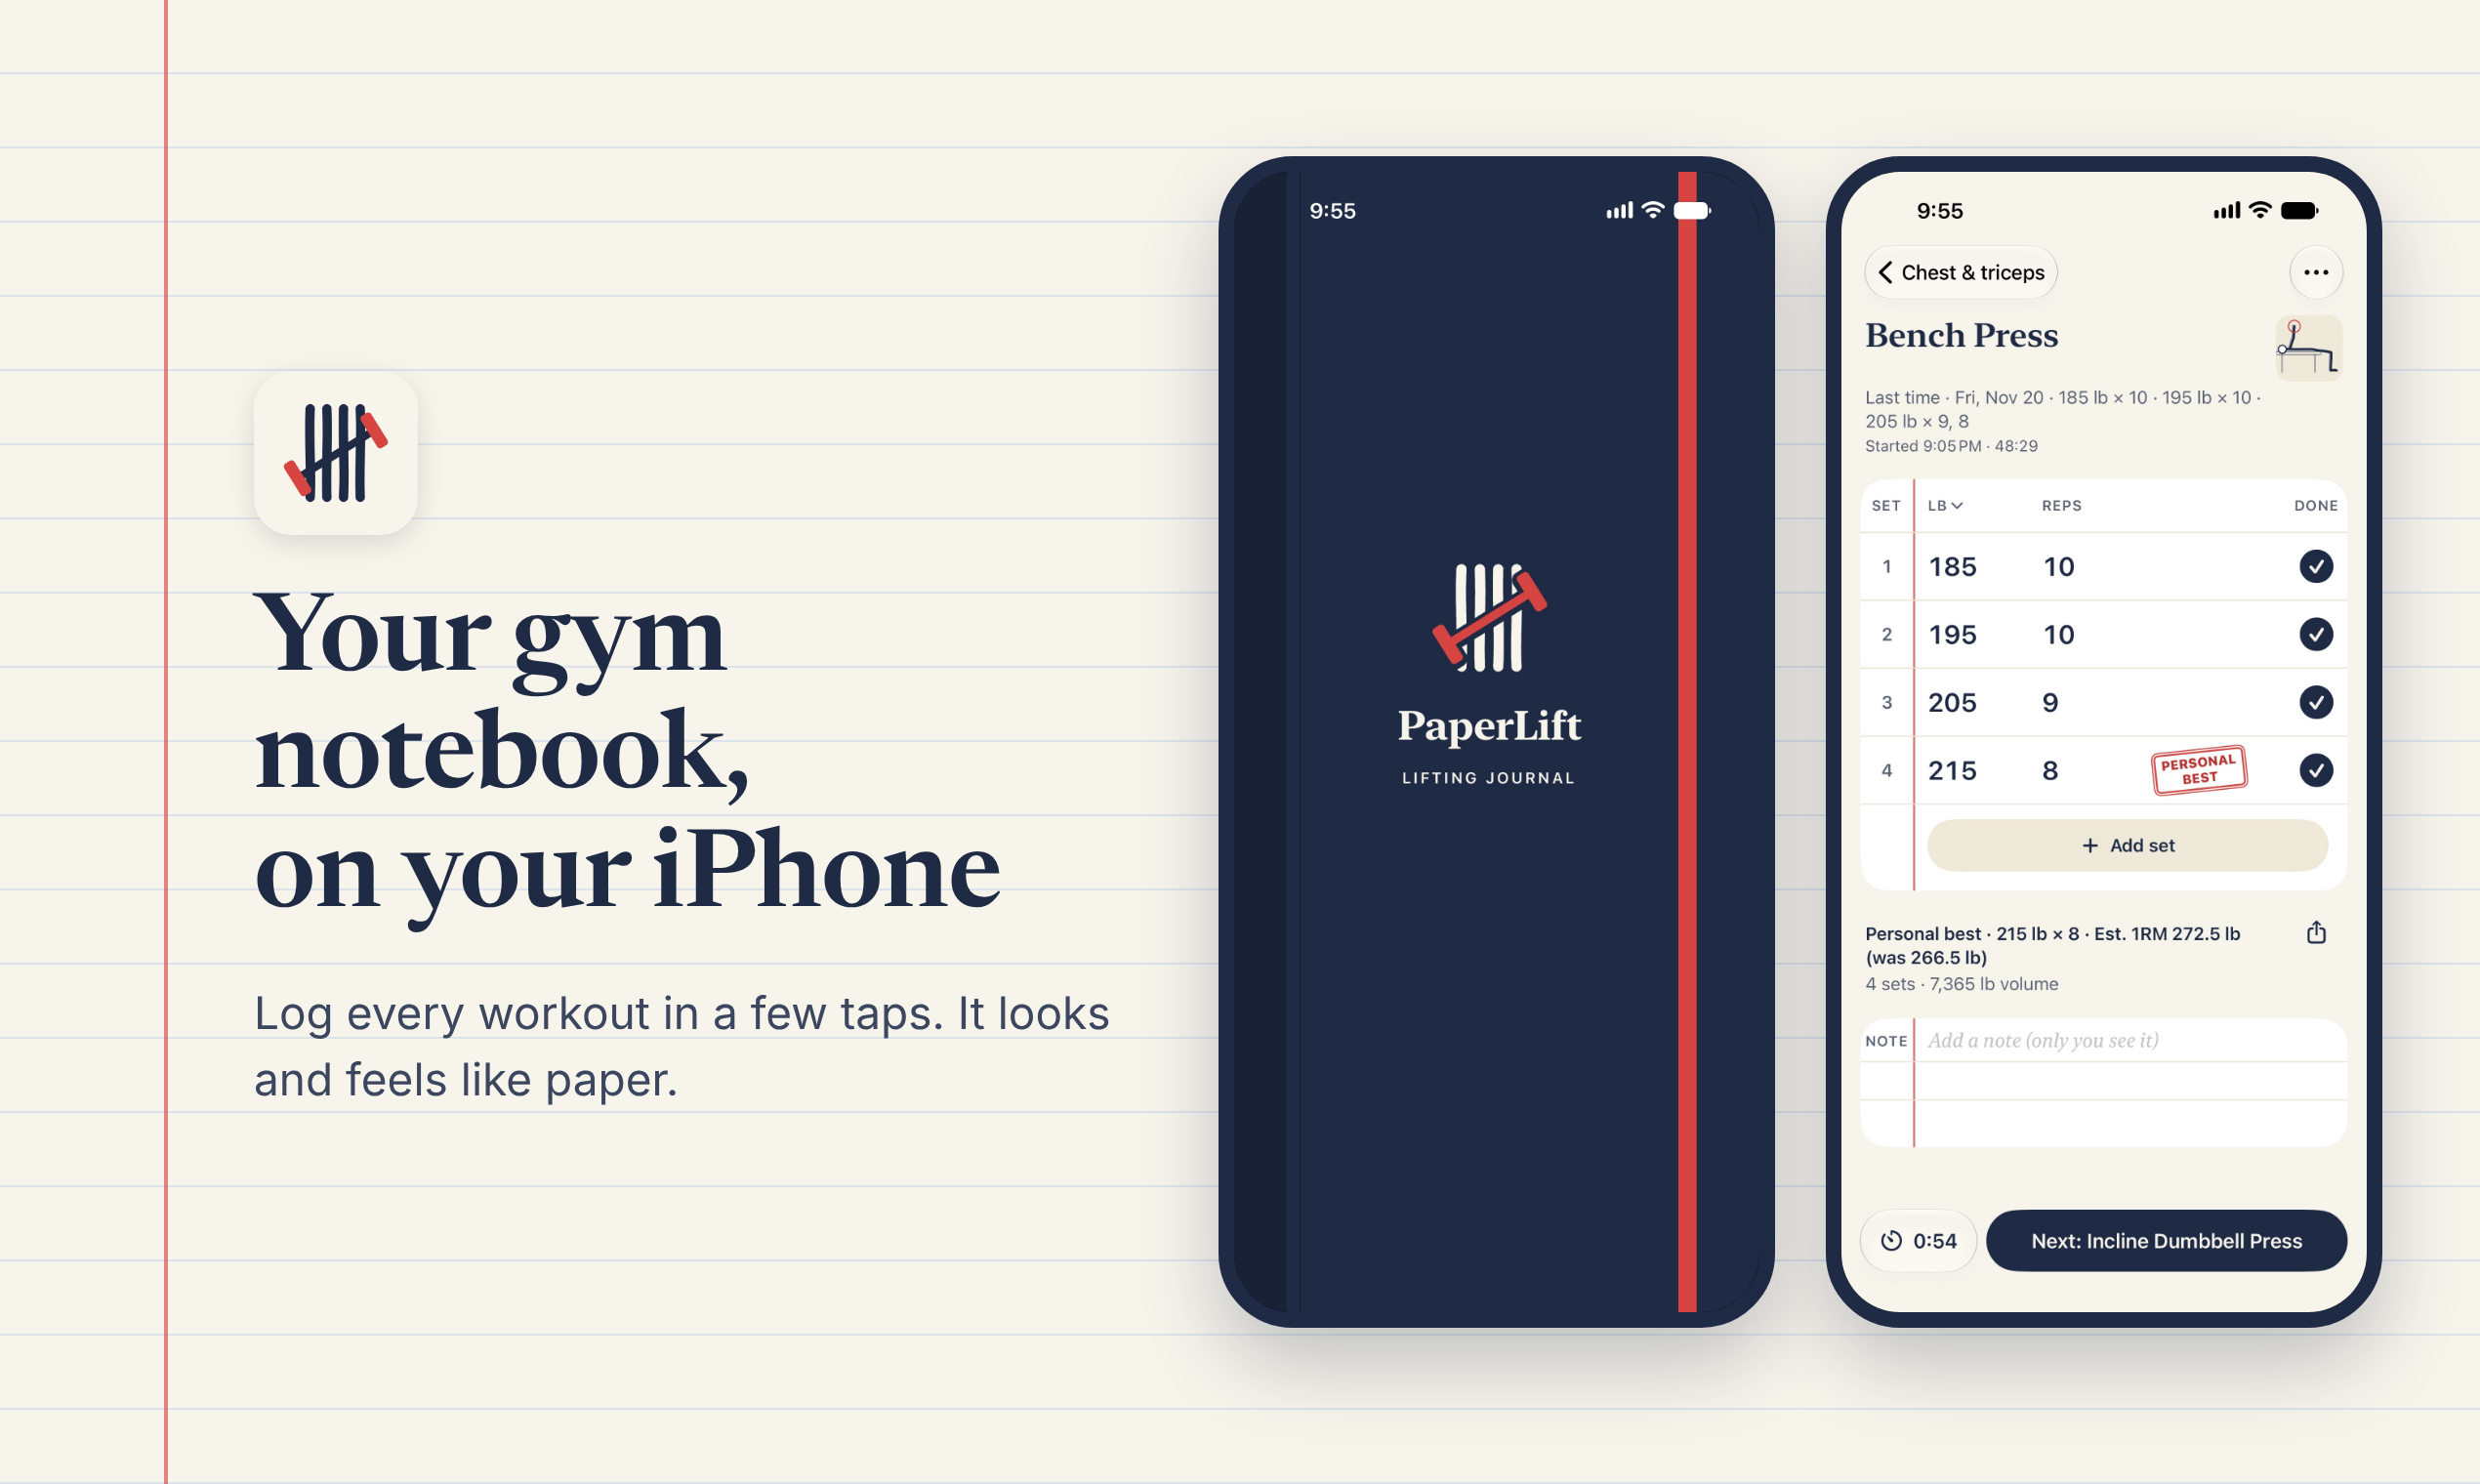 Your gym
notebook,
on your iPhone
Log every workout in a few taps. It looks
and feels like paper.
9:55
PaperLift
LIFTING JOURNAL
9:55
Chest & triceps
Bench Press
Last time · Fri, Nov 20 · 185 lb × 10 · 195 lb × 10 ·
205 lb × 9, 8
Started 9:05 PM · 48:29
SET LB REPS DONE
1 185 10
2 195 10
3 205 9
4 215 8 PERSONAL
BEST
+ Add set
Personal best · 215 lb × 8 · Est. 1RM 272.5 lb
(was 266.5 lb)
4 sets · 7,365 lb volume
NOTE Add a note (only you see it)
0:54 Next: Incline Dumbbell Press